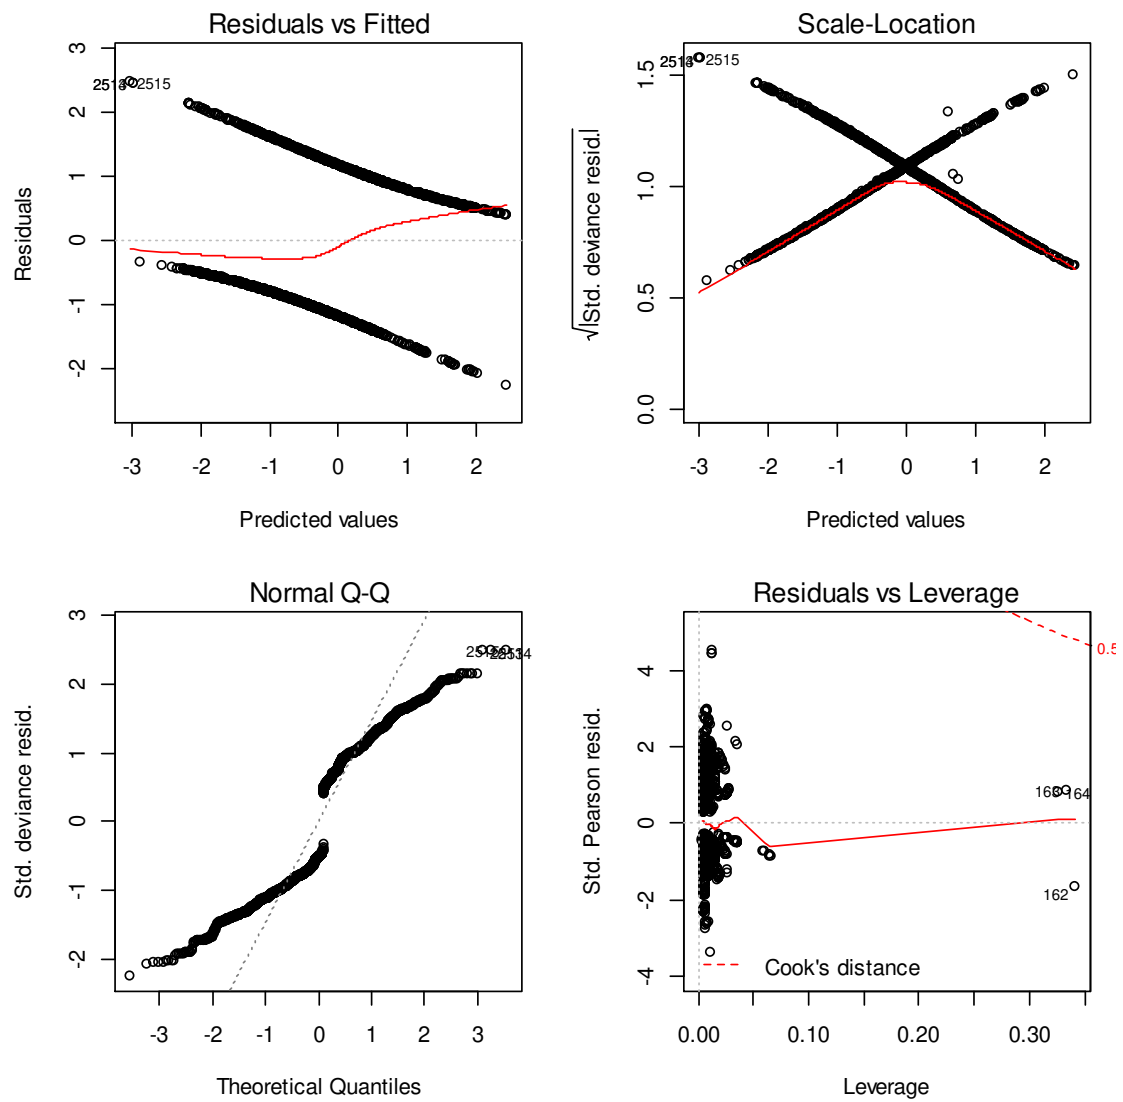 Residuals vs Fitted
3
2
1
0
-1
-2
Residuals
2515
-3 -2 -1 0 1 2
Predicted values
Scale-Location
1.5
1.0
0.5
0.0
√|Std. deviance resid.|
2515
-3 -2 -1 0 1 2
Predicted values
Normal Q-Q
3
2
1
0
-1
-2
Std. deviance resid.
-3 -2 -1 0 1 2 3
Theoretical Quantiles
Residuals vs Leverage
4
2
0
-2
-4
Std. Pearson resid.
0.5
163 164
162
Cook's distance
0.00 0.10 0.20 0.30
Leverage